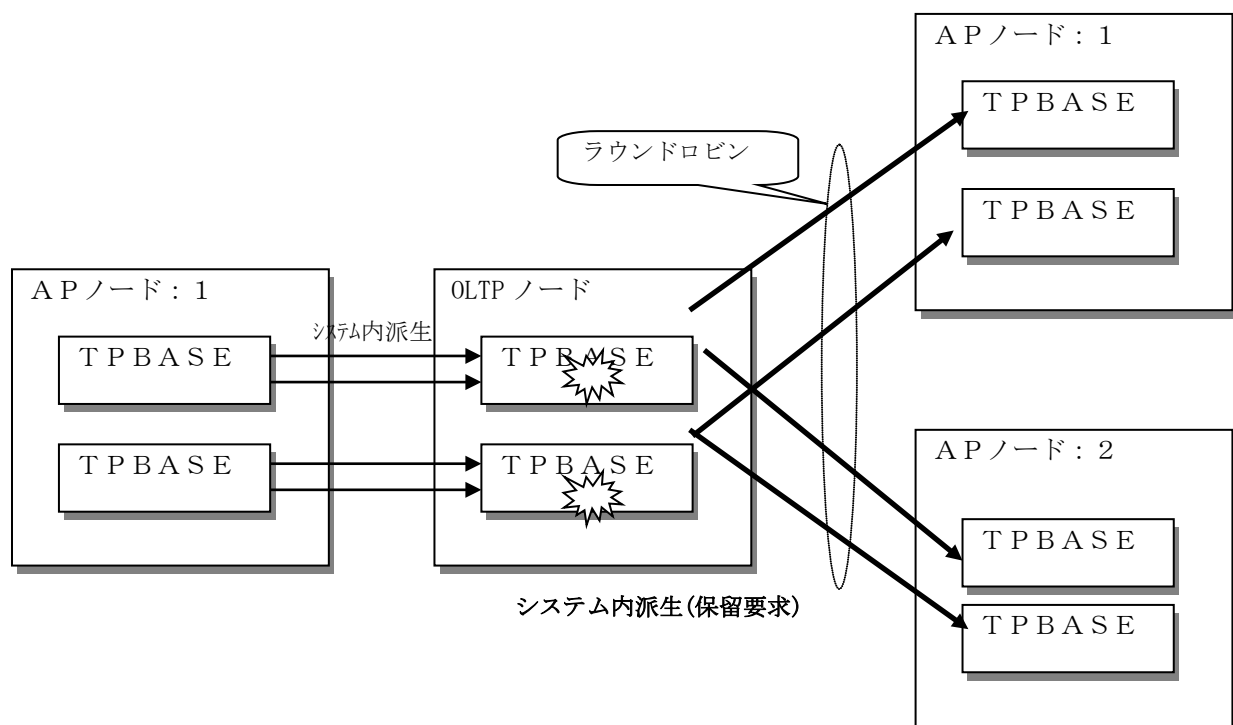 ＡＰノード：１
ＴＰＢＡＳＥ
ラウンドロビン
ＴＰＢＡＳＥ
ＡＰノード：１
OLTP ノード
ｼｽﾃﾑ内派生
ＴＰＢＡＳＥ
ＴＰＢＡＳＥ
ＴＰＢＡＳＥ
ＴＰＢＡＳＥ
ＡＰノード：２
ＴＰＢＡＳＥ
システム内派生(保留要求)
ＴＰＢＡＳＥ